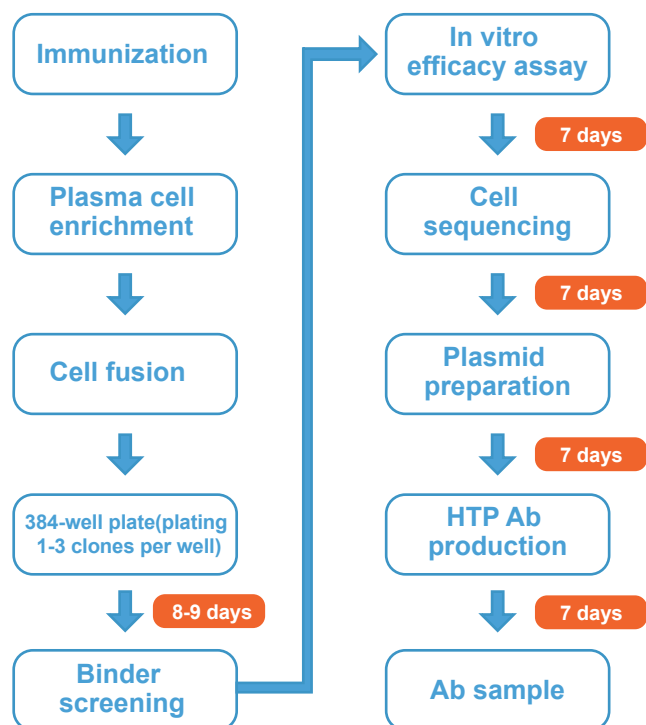 Immunization
Plasma cell
enrichment
Cell fusion
384-well plate(plating
1-3 clones per well)
8-9 days
Binder
screening
In vitro
efficacy assay
7 days
Cell
sequencing
7 days
Plasmid
preparation
7 days
HTP Ab
production
7 days
Ab sample